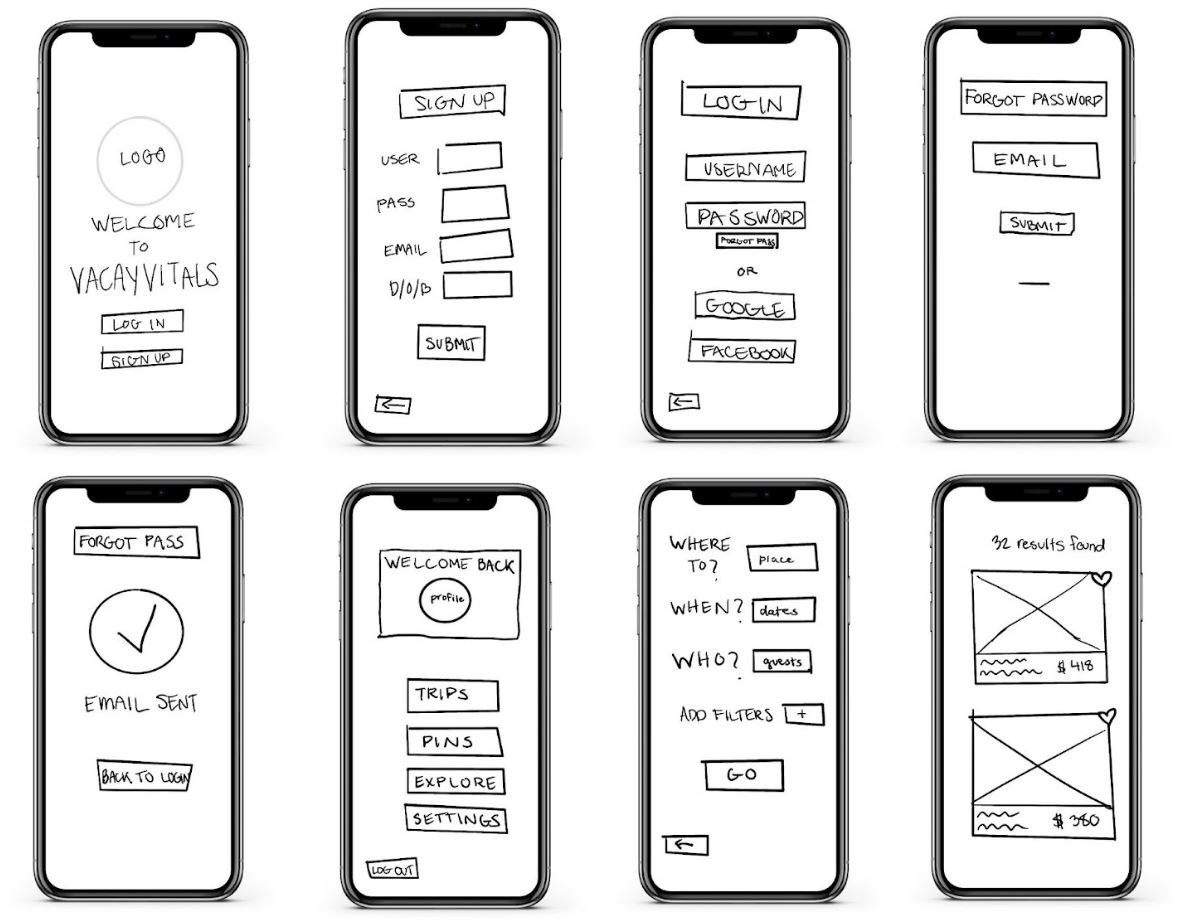 LOGO
WELCOME
TO
VACAYVITALS
LOG IN
SIGN UP
SIGN UP
USER
PASS
EMAIL
D/O/B
SUBMIT
←
LOGIN
USERNAME
PASSWORD
FORGOT PASS
OR
GOOGLE
FACEBOOK
←
FORGOT PASSWORD
EMAIL
SUBMIT
FORGOT PASS
EMAIL SENT
BACK TO LOGIN
WELCOME BACK
profile
TRIPS
PINS
EXPLORE
SETTINGS
LOG OUT
WHERE
TO? place
WHEN? dates
WHO? guests
ADD FILTERS +
GO
←
32 results found
$418
$380